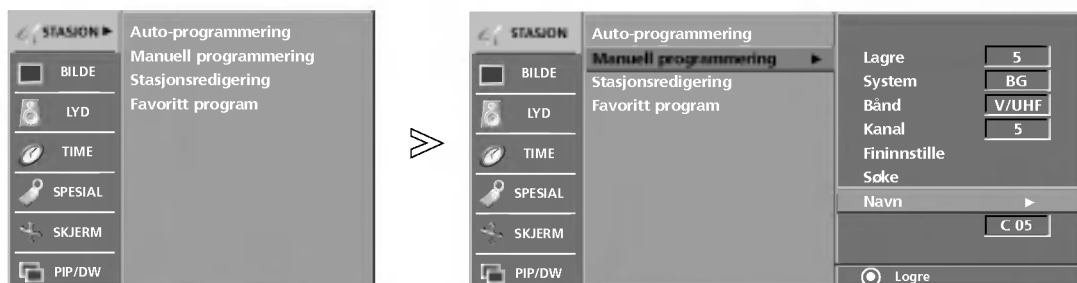 STASJON ►
BILDE
LYD
TIME
SPESIAL
SKJERM
PIP/DW
Auto-programmering
Manuell programmering
Stasjonsredigering
Favoritt program
STASJON
BILDE
LYD
TIME
SPESIAL
SKJERM
PIP/DW
Auto-programmering
Manuell programmering ►
Stasjonsredigering
Favoritt program
Lagre 5
System BG
Bånd V/UHF
Kanal 5
Fininnstille
Søke
Navn ►
C 05
Logre